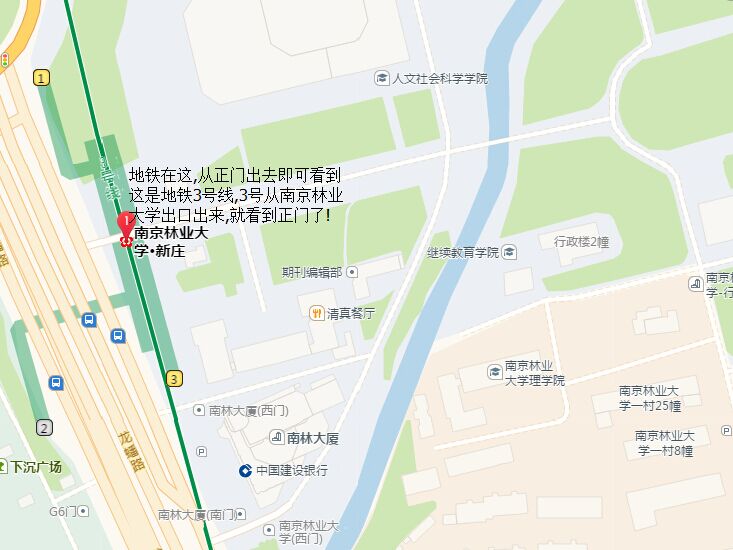 1
人文社会科学学院
地铁在这,从正门出去即可看到
这是地铁3号线,3号从南京林业
大学出口出来,就看到正门了!
1
南京林业大
学·新庄
继续教育学院
行政楼2幢
期刊编辑部
南京林
学-行
清真餐厅
南京林业
大学理学院
3
南京林业大
学一村25幢
南林大厦(西门)
2
龙蟠路
南林大厦
南京林业大
学一村8幢
P
下沉广场
中国建设银行
G6门
南林大厦(南门)
P
南京林业大
学(西门)